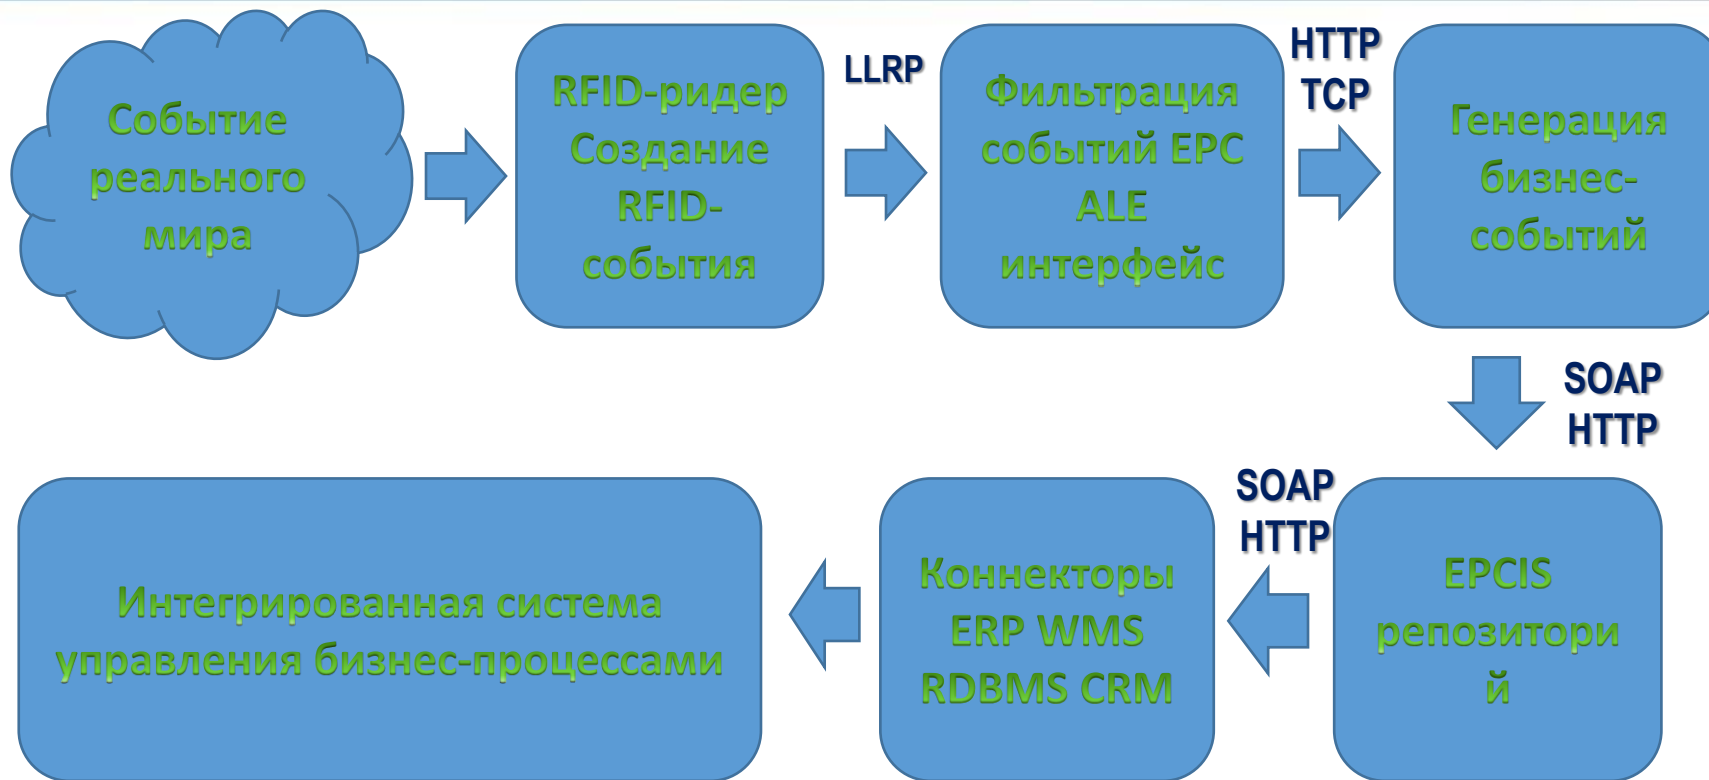 Событие
реального
мира
RFID-ридер
Создание
RFID-
события
LLRP
Фильтрация
событий EPC
ALE
интерфейс
HTTP
TCP
Генерация
бизнес-
событий
SOAP
HTTP
EPCIS
репозитори
й
SOAP
HTTP
Коннекторы
ERP WMS
RDBMS CRM
Интегрированная система
управления бизнес-процессами